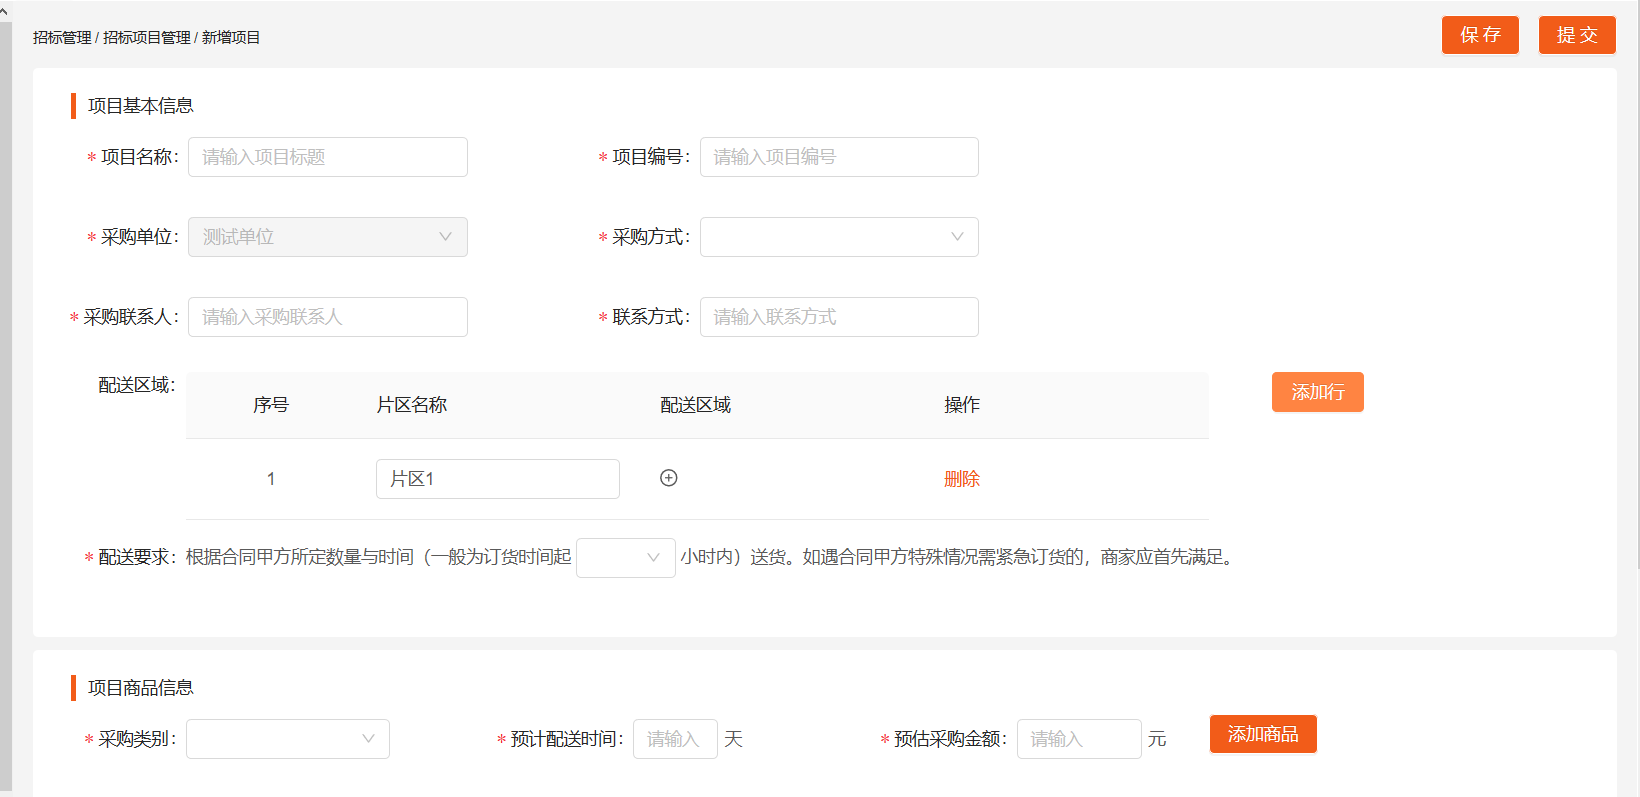 招标管理 / 招标项目管理 / 新增项目
保 存
提 交
项目基本信息
* 项目名称: 请输入项目标题
* 项目编号: 请输入项目编号
* 采购单位: 测试单位
* 采购方式:
* 采购联系人: 请输入采购联系人
* 联系方式: 请输入联系方式
配送区域:
添加行
序号 片区名称 配送区域 操作
1 片区1 删除
* 配送要求: 根据合同甲方所定数量与时间（一般为订货时间起 小时内）送货。如遇合同甲方特殊情况需紧急订货的，商家应首先满足。
项目商品信息
* 采购类别: * 预计配送时间: 请输入 天 * 预估采购金额: 请输入 元 添加商品